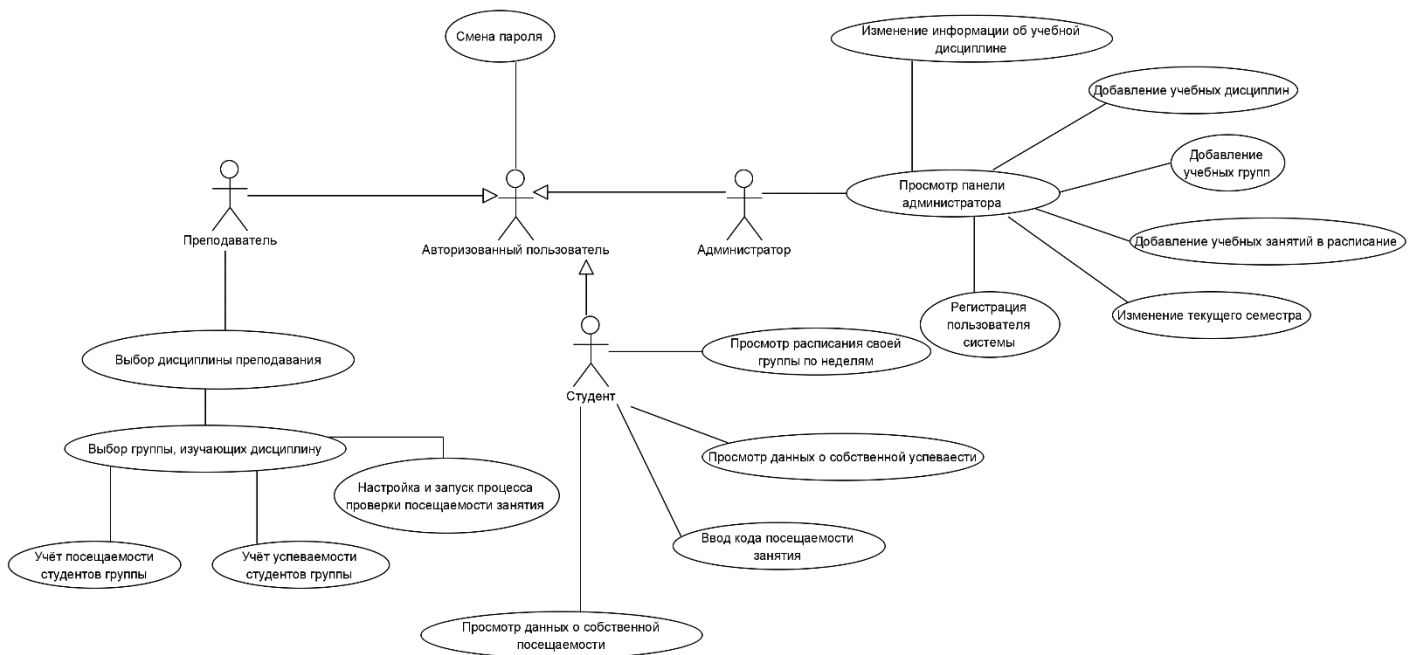 Смена пароля
Изменение информации об учебной
дисциплине
Добавление учебных дисциплин
Добавление
учебных групп
Просмотр панели
администратора
Преподаватель
Авторизованный пользователь
Администратор
Добавление учебных занятий в расписание
Регистрация
пользователя
системы
Изменение текущего семестра
Выбор дисциплины преподавания
Просмотр расписания своей
группы по неделям
Студент
Выбор группы, изучающих дисциплину
Просмотр данных о собственной успеваести
Настройка и запуск процесса
проверки посещаемости занятия
Ввод кода посещаемости
занятия
Учёт посещаемости
студентов группы
Учёт успеваемости
студентов группы
Просмотр данных о собственной
посещаемости